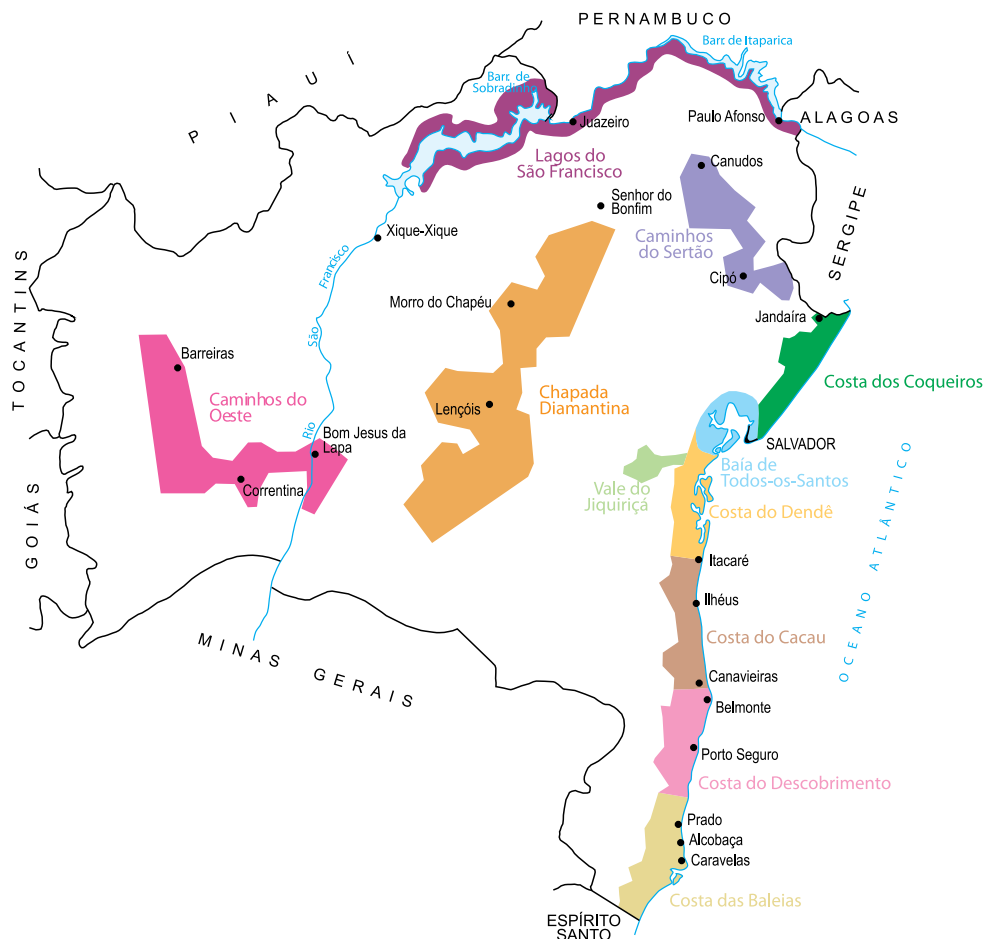 PERNAMBUCO
Barr. de Itaparica
PIAUÍ
Barr. de
Sobradinho
Juazeiro
Paulo Afonso
ALAGOAS
Lagos do
São Francisco
Canudos
Senhor do
Bonfim
Xique-Xique
Caminhos
do Sertão
SERGIPE
Cipó
Francisco
São
Rio
TOCANTINS
Morro do Chapéu
Jandaíra
Barreiras
Caminhos do
Oeste
Chapada
Diamantina
Lençóis
Costa dos Coqueiros
Bom Jesus da
Lapa
SALVADOR
Baía de
Todos-os-Santos
Correntina
Vale do
Jiquiriçá
Costa do Dendê
GOIÁS
OCEANO ATLÂNTICO
Itacaré
Ilhéus
Costa do Cacau
MINAS GERAIS
Canavieiras
Belmonte
Porto Seguro
Costa do Descobrimento
Prado
Alcobaça
Caravelas
Costa das Baleias
ESPÍRITO
SANTO